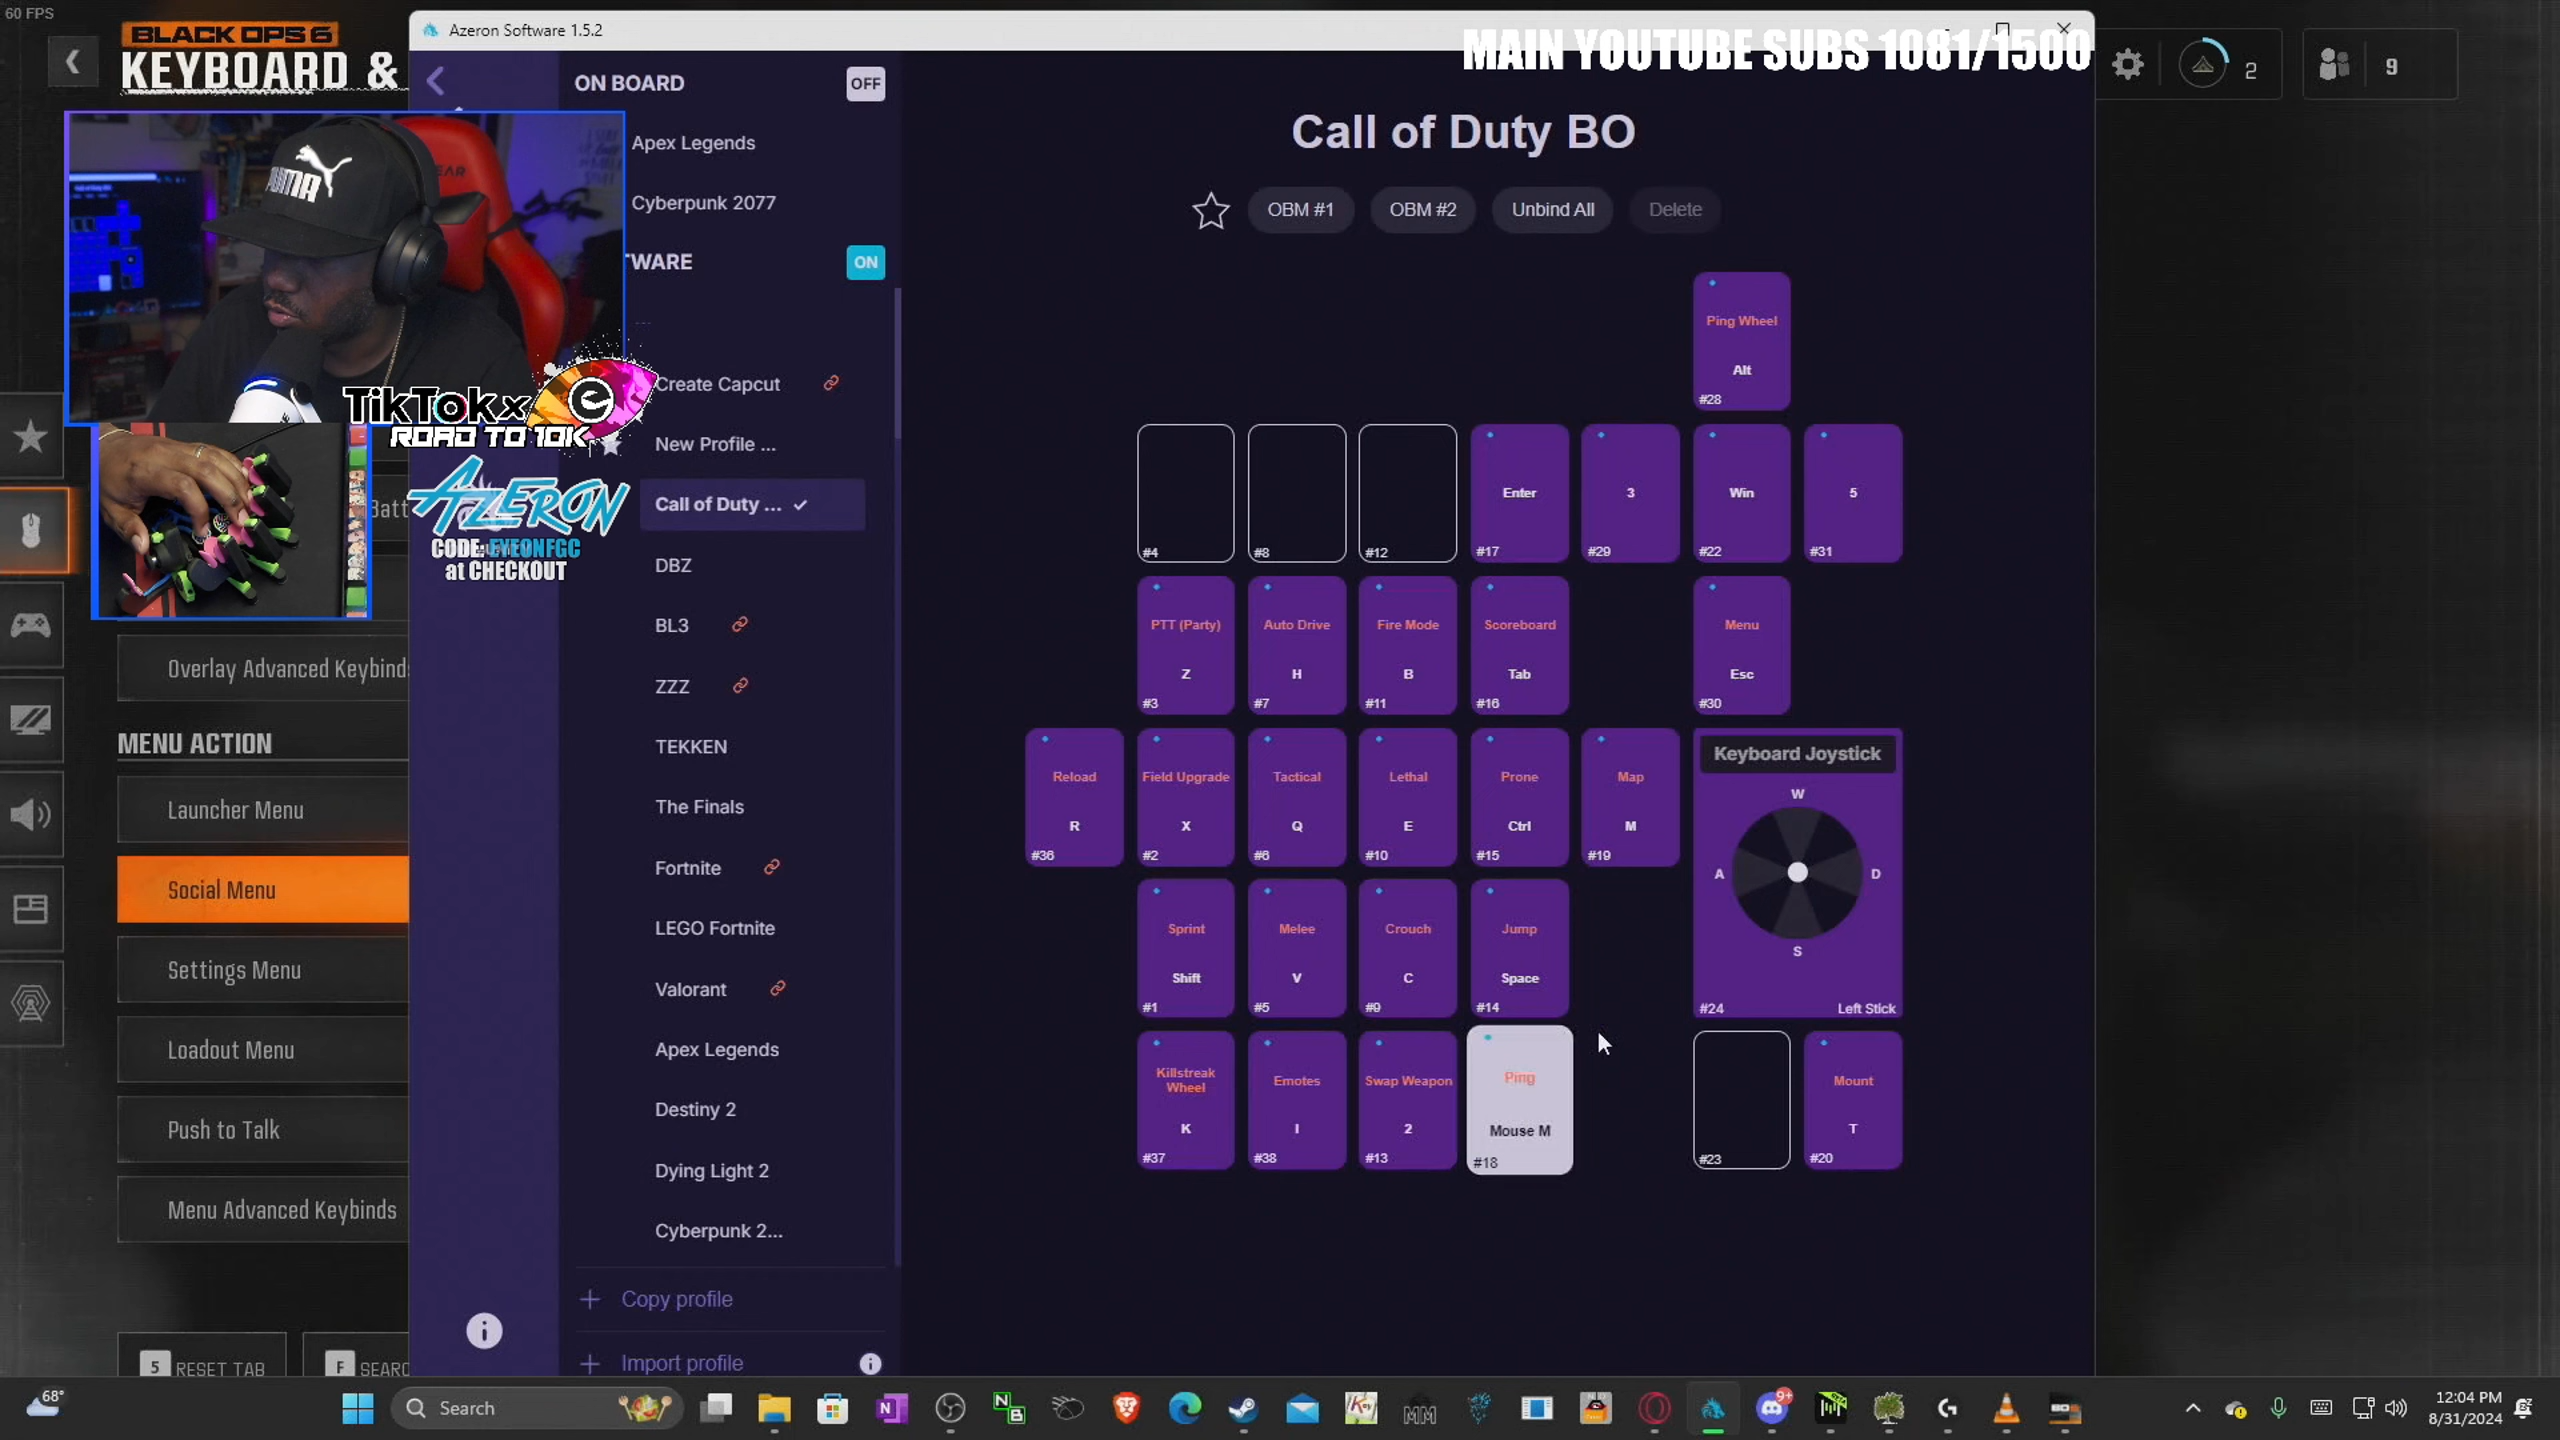 60 FPS
BLACK OPS 6
KEYBOARD &
Azeron Software 1.5.2
MAIN YOUTUBE SUBS 1081/1500
2
9
ON BOARD
OFF
Apex Legends
Cyberpunk 2077
WARE
ON
Create Capcut
New Profile ...
Call of Duty ...
DBZ
BL3
ZZZ
TEKKEN
The Finals
Fortnite
LEGO Fortnite
Valorant
Apex Legends
Destiny 2
Dying Light 2
Cyberpunk 2...
Copy profile
Import profile
PUMA
TikTok x
ROAD TO 10K
AZERON
CODE: EYEONFGC
at CHECKOUT
Batt
Overlay Advanced Keybinds
MENU ACTION
Launcher Menu
Social Menu
Settings Menu
Loadout Menu
Push to Talk
Menu Advanced Keybinds
5 RESET TAB
F SEARC
Call of Duty BO
OBM #1
OBM #2
Unbind All
Delete
Ping Wheel
Alt
#28
#4
#8
#12
Enter
#17
3
#29
Win
#22
5
#31
PTT (Party)
Z
#3
Auto Drive
H
#7
Fire Mode
B
#11
Scoreboard
Tab
#16
Menu
Esc
#30
Reload
R
#36
Field Upgrade
X
#2
Tactical
Q
#6
Lethal
E
#10
Prone
Ctrl
#15
Map
M
#19
Keyboard Joystick
W
A
D
S
#24
Left Stick
Sprint
Shift
#1
Melee
V
#5
Crouch
C
#9
Jump
Space
#14
Killstreak
Wheel
K
#37
Emotes
I
#38
Swap Weapon
2
#13
Ping
Mouse M
#18
#23
Mount
T
#20
68°
Search
9+
12:04 PM
8/31/2024